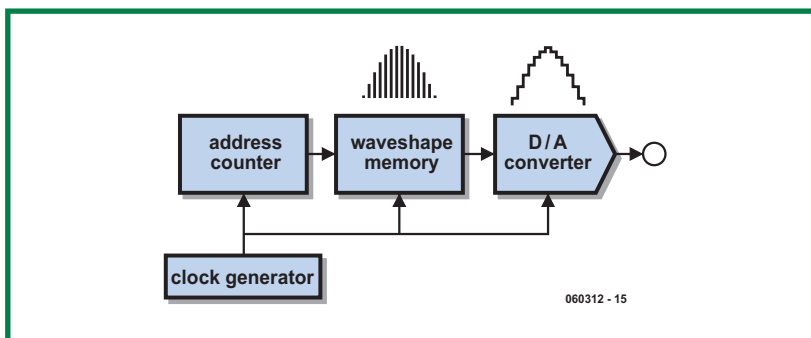 address
counter
waveshape
memory
D/A
converter
clock generator
060312 - 15